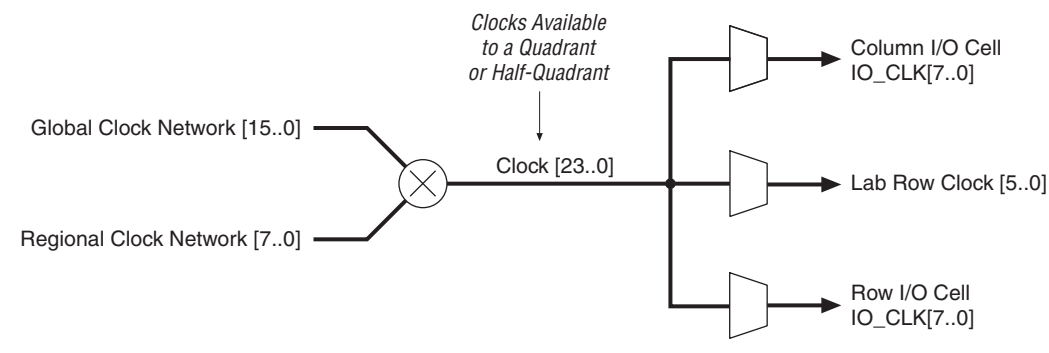 Clocks Available
to a Quadrant
or Half-Quadrant
Column I/O Cell
IO_CLK[7..0]
Global Clock Network [15..0]
Clock [23..0]
Lab Row Clock [5..0]
Regional Clock Network [7..0]
Row I/O Cell
IO_CLK[7..0]